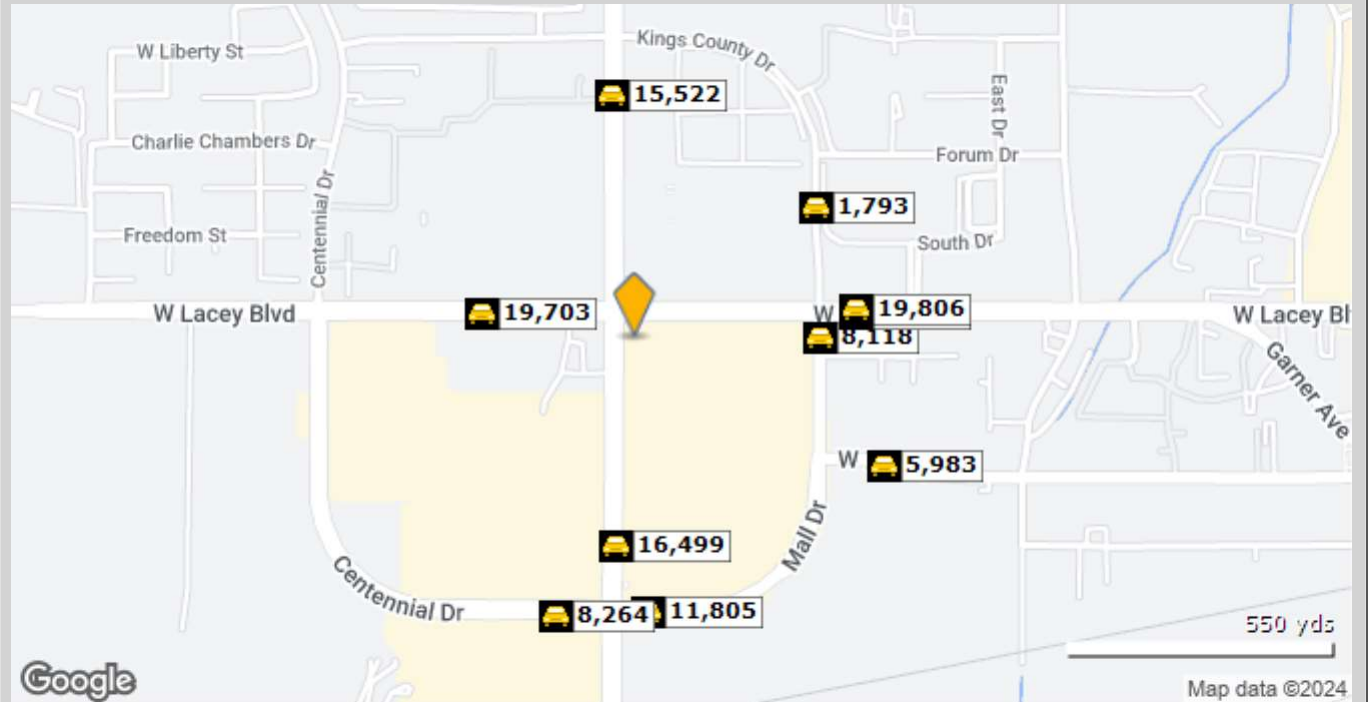 Kings County Dr
W Liberty St
15,522
East Dr
Charlie Chambers Dr
Forum Dr
Centennial Dr
1,793
Freedom St
South Dr
W Lacey Blvd
19,703
W
19,806
W Lacey Bl
8,118
Garner Ave
W
5,983
Mall Dr
16,499
Centennial Dr
8,264
11,805
550 yds
Google
Map data ©2024